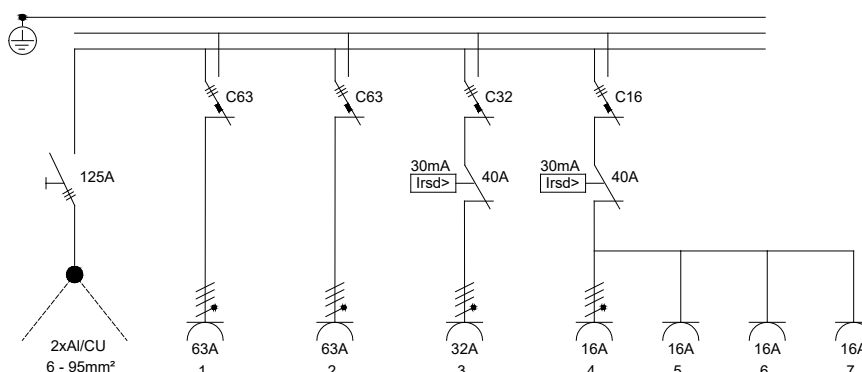 C63
C63
C32
C16
30mA
30mA
125A
Irsd>
40A
Irsd>
40A
2xAl/CU
6 - 95mm²
63A
63A
32A
16A
16A
16A
16A
1
2
3
4
5
6
7